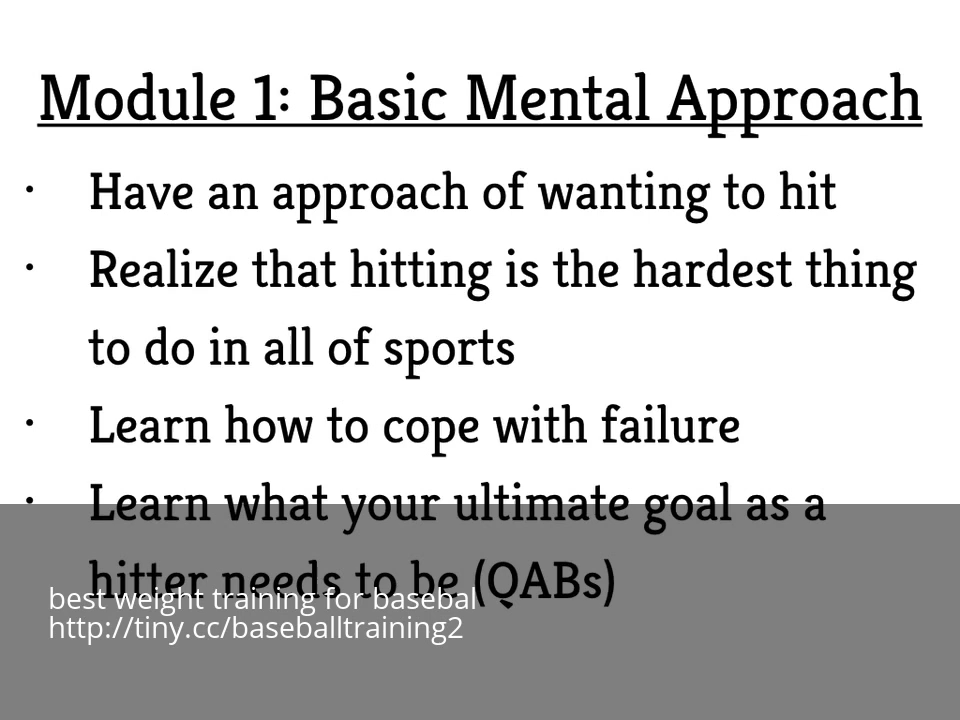 Module 1: Basic Mental Approach
· Have an approach of wanting to hit
· Realize that hitting is the hardest thing
to do in all of sports
· Learn how to cope with failure
· Learn what your ultimate goal as a
hitter needs to be (QABs)
best weight training for basebal
http://tiny.cc/baseballtraining2